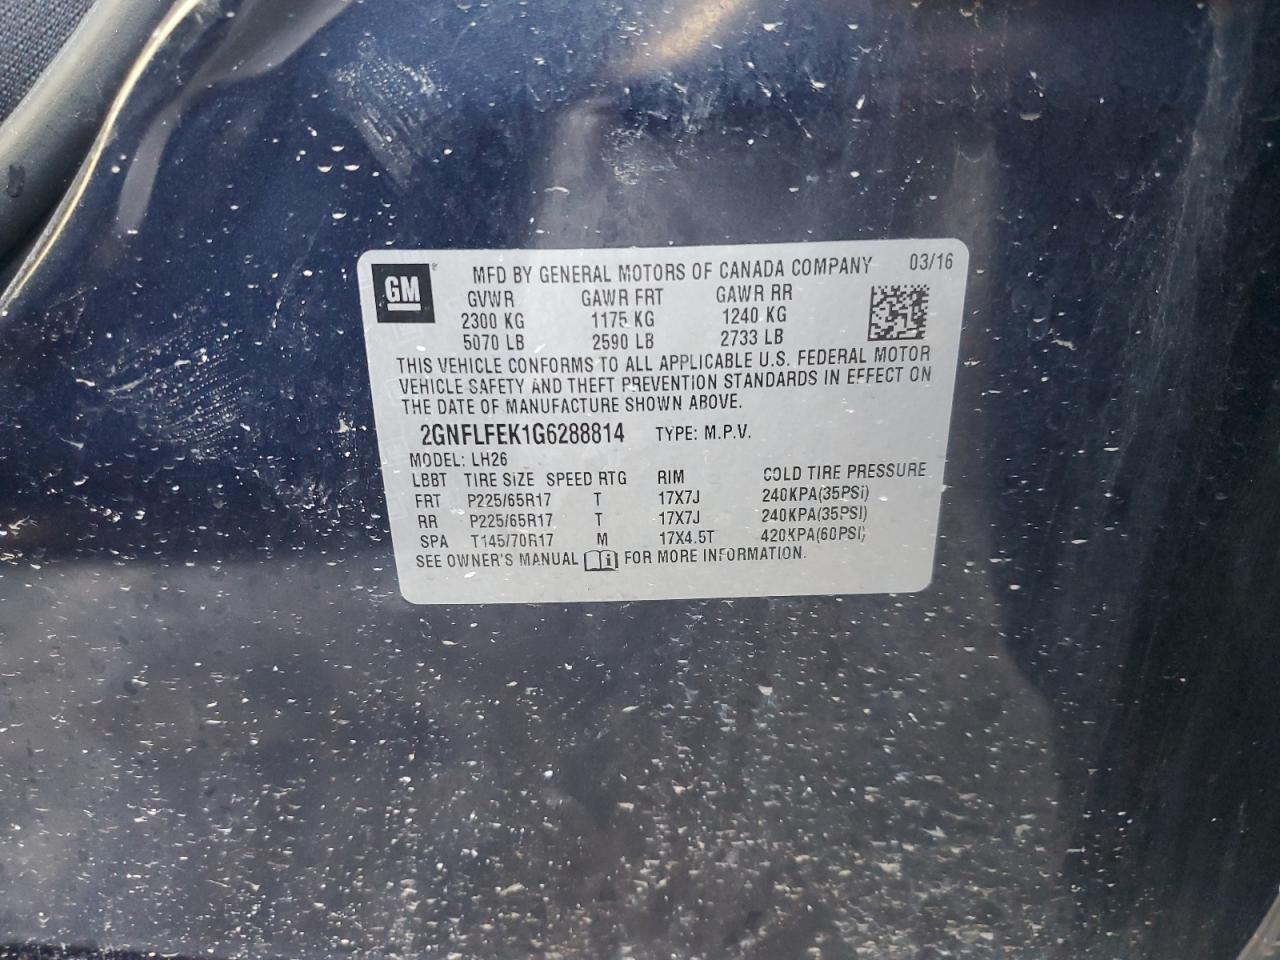 GM
MFD BY GENERAL MOTORS OF CANADA COMPANY 03/16
GVWR GAWR FRT GAWR RR
2300 KG 1175 KG 1240 KG
5070 LB 2590 LB 2733 LB
THIS VEHICLE CONFORMS TO ALL APPLICABLE U.S. FEDERAL MOTOR
VEHICLE SAFETY AND THEFT PREVENTION STANDARDS IN EFFECT ON
THE DATE OF MANUFACTURE SHOWN ABOVE.
2GNFLFEK1G6288814 TYPE: M.P.V.
MODEL: LH26
LBBT TIRE SIZE SPEED RTG RIM COLD TIRE PRESSURE
FRT P225/65R17 T 17X7J 240KPA(35PSI)
RR P225/65R17 T 17X7J 240KPA(35PSI)
SPA T145/70R17 M 17X4.5T 420KPA(60PSI)
SEE OWNER'S MANUAL i FOR MORE INFORMATION.